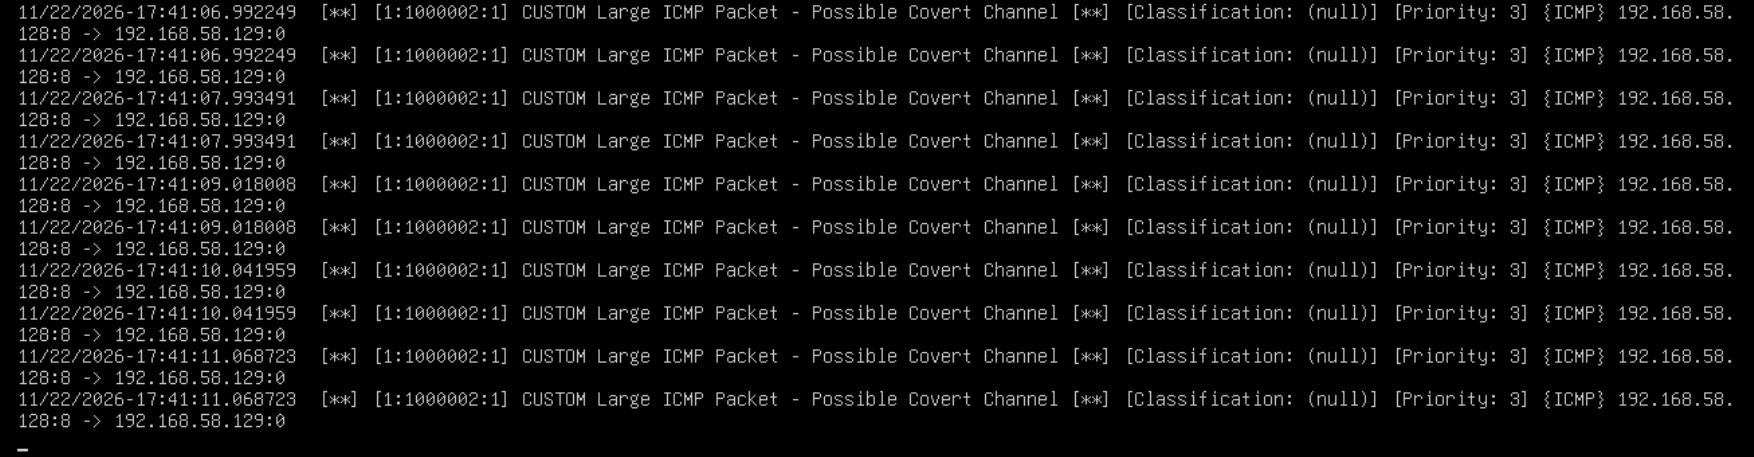 11/22/2026-17:41:06.992249  [**] [1:1000002:1] CUSTOM Large ICMP Packet - Possible Covert Channel [**] [Classification: (null)] [Priority: 3] {ICMP} 192.168.58.
128:8 -> 192.168.58.129:0
11/22/2026-17:41:06.992249  [**] [1:1000002:1] CUSTOM Large ICMP Packet - Possible Covert Channel [**] [Classification: (null)] [Priority: 3] {ICMP} 192.168.58.
128:8 -> 192.168.58.129:0
11/22/2026-17:41:07.993491  [**] [1:1000002:1] CUSTOM Large ICMP Packet - Possible Covert Channel [**] [Classification: (null)] [Priority: 3] {ICMP} 192.168.58.
128:8 -> 192.168.58.129:0
11/22/2026-17:41:07.993491  [**] [1:1000002:1] CUSTOM Large ICMP Packet - Possible Covert Channel [**] [Classification: (null)] [Priority: 3] {ICMP} 192.168.58.
128:8 -> 192.168.58.129:0
11/22/2026-17:41:09.018008  [**] [1:1000002:1] CUSTOM Large ICMP Packet - Possible Covert Channel [**] [Classification: (null)] [Priority: 3] {ICMP} 192.168.58.
128:8 -> 192.168.58.129:0
11/22/2026-17:41:09.018008  [**] [1:1000002:1] CUSTOM Large ICMP Packet - Possible Covert Channel [**] [Classification: (null)] [Priority: 3] {ICMP} 192.168.58.
128:8 -> 192.168.58.129:0
11/22/2026-17:41:10.041959  [**] [1:1000002:1] CUSTOM Large ICMP Packet - Possible Covert Channel [**] [Classification: (null)] [Priority: 3] {ICMP} 192.168.58.
128:8 -> 192.168.58.129:0
11/22/2026-17:41:10.041959  [**] [1:1000002:1] CUSTOM Large ICMP Packet - Possible Covert Channel [**] [Classification: (null)] [Priority: 3] {ICMP} 192.168.58.
128:8 -> 192.168.58.129:0
11/22/2026-17:41:11.068723  [**] [1:1000002:1] CUSTOM Large ICMP Packet - Possible Covert Channel [**] [Classification: (null)] [Priority: 3] {ICMP} 192.168.58.
128:8 -> 192.168.58.129:0
11/22/2026-17:41:11.068723  [**] [1:1000002:1] CUSTOM Large ICMP Packet - Possible Covert Channel [**] [Classification: (null)] [Priority: 3] {ICMP} 192.168.58.
128:8 -> 192.168.58.129:0